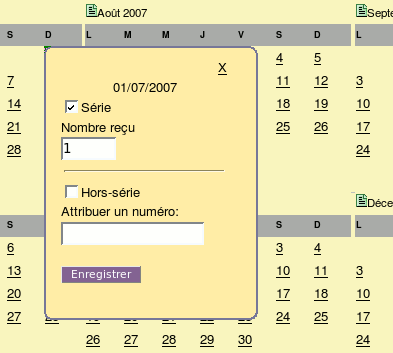 Août 2007 Septe
S D L M M J V S D L
X 4 5
01/07/2007
7 Série 11 12 3
14 Nombre reçu 18 19 10
21 1 25 26 17
28 24
Hors-série
Attribuer un numéro: Déce
S S D L
6 3 4
13 10 11 3
20 Enregistrer 17 18 10
27 24 25 17
26 27 28 29 30 24